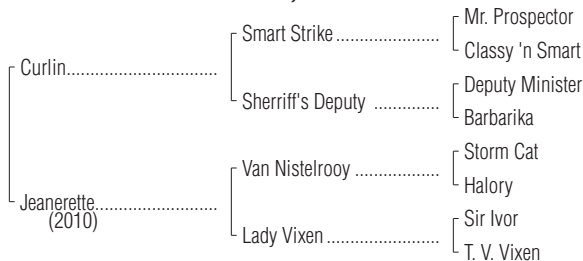 Mr. Prospector
Smart Strike ..................
Classy 'n Smart
Curlin..........................
Deputy Minister
Sherriff's Deputy ................
Barbarika
Storm Cat
Van Nistelrooy ..................
Halory
Jeanerette.....................
(2010)
Sir Ivor
Lady Vixen ......................
T. V. Vixen